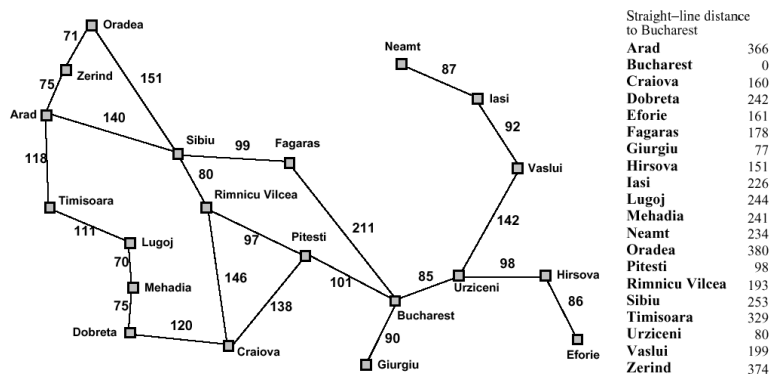 Oradea
71
Zerind
75
151
Arad
140
118
Sibiu
99
Fagaras
80
Rimnicu Vilcea
Timisoara
111
Lugoj
70
Mehadia
75
Dobreta
120
146
97
Pitesti
138
101
211
Craiova
Bucharest
90
Giurgiu
85
Urziceni
98
Hirsova
86
Eforie
142
Vaslui
92
Iasi
87
Neamt
Straight−line distance
to Bucharest
Arad 366
Bucharest 0
Craiova 160
Dobreta 242
Eforie 161
Fagaras 178
Giurgiu 77
Hirsova 151
Iasi 226
Lugoj 244
Mehadia 241
Neamt 234
Oradea 380
Pitesti 98
Rimnicu Vilcea 193
Sibiu 253
Timisoara 329
Urziceni 80
Vaslui 199
Zerind 374